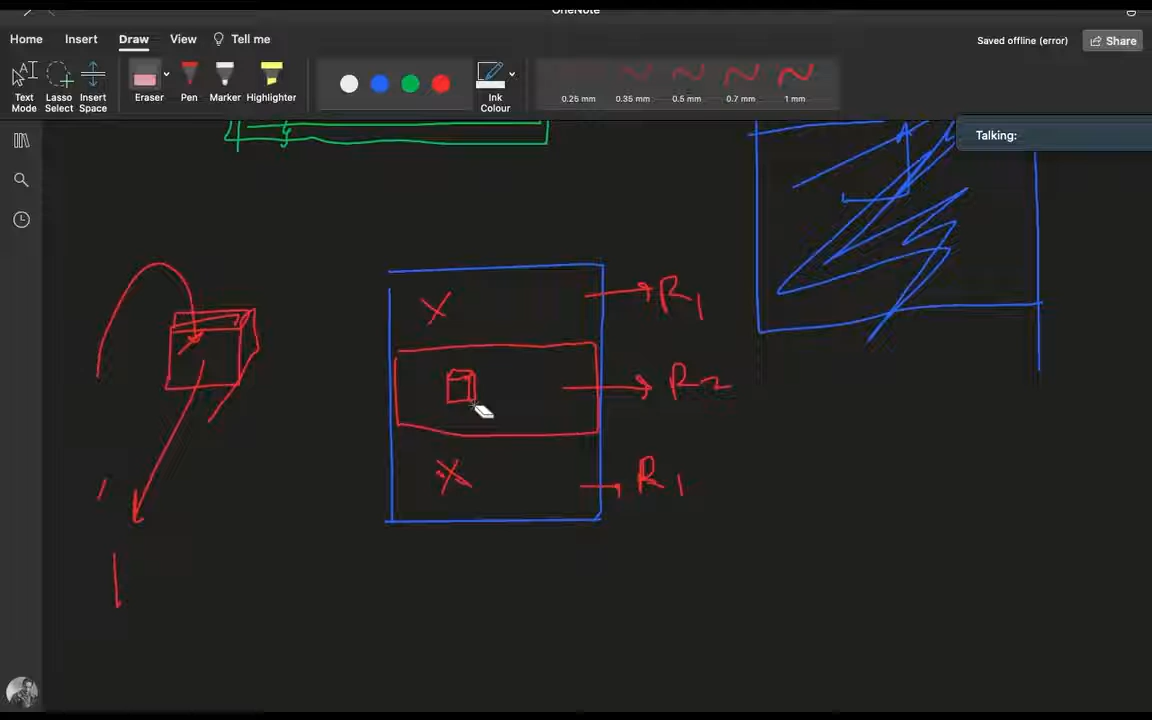 OneNote
Home Insert Draw View Tell me
Saved offline (error)
Share
Text Mode
Lasso Select
Insert Space
Eraser
Pen
Marker
Highlighter
Ink Colour
0.25 mm
0.35 mm
0.5 mm
0.7 mm
1 mm
Talking:
X
R1
R2
X
R1